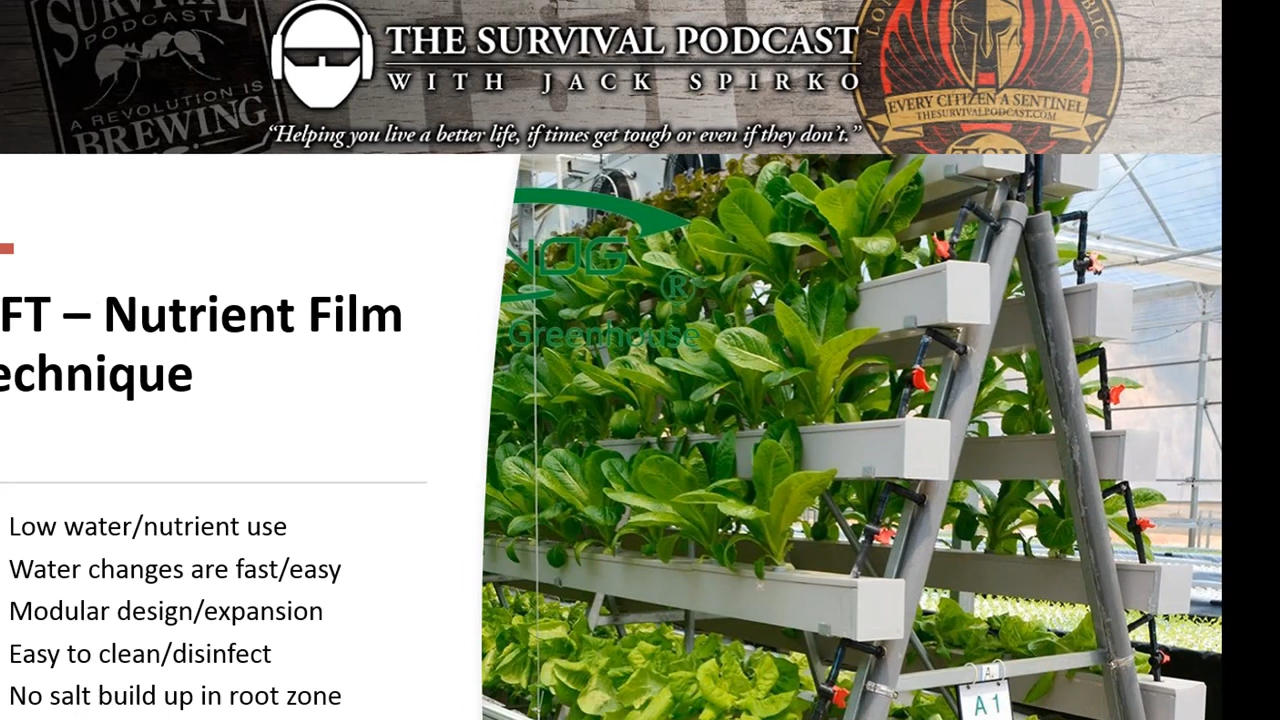 SURVIVAL
PODCAST
A REVOLUTION IS
BREWING
THE SURVIVAL PODCAST
WITH JACK SPIRKO
“Helping you live a better life, if times get tough or even if they don’t.”
EVERY CITIZEN A SENTINEL
THESURVIVALPODCAST.COM
TSP
FT – Nutrient Film
echnique
Low water/nutrient use
Water changes are fast/easy
Modular design/expansion
Easy to clean/disinfect
No salt build up in root zone
NOG
®
Greenhouse
A 1